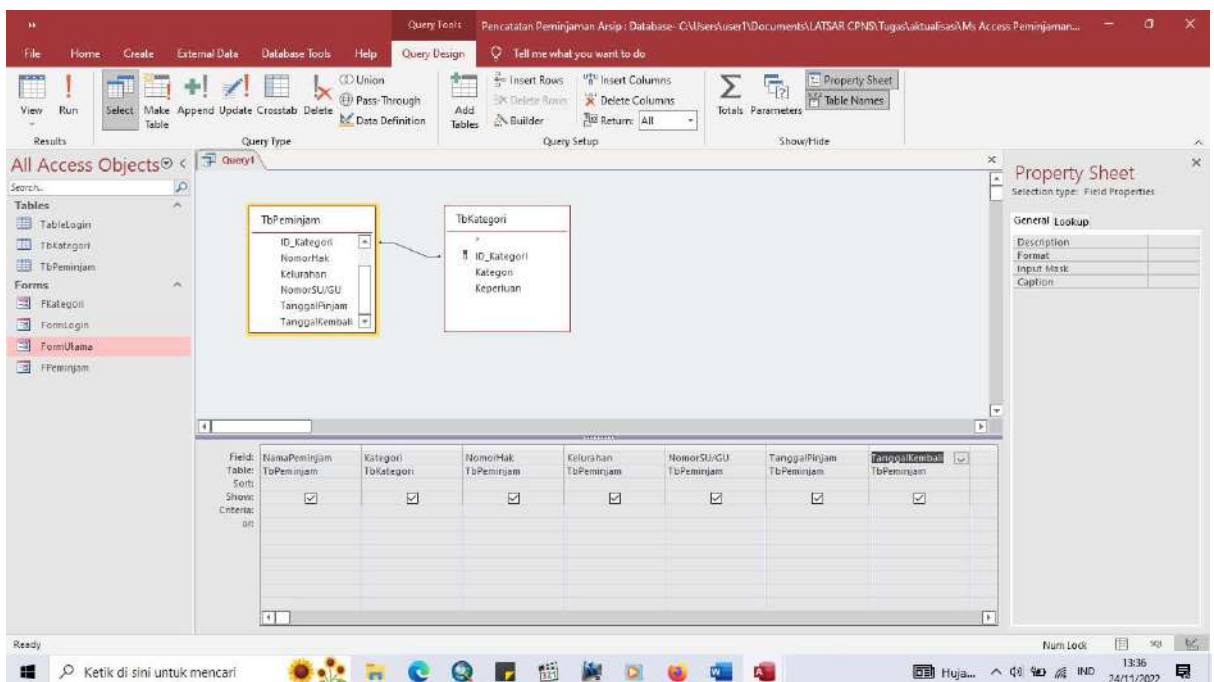 Query Tools Pencatatan Peminjaman Arsip : Database- C:\Users\user1\Documents\LATSAR CPNS\Tugas\aktualisasi\Ms Access Peminjaman...
File Home Create External Data Database Tools Help Query Design Tell me what you want to do
View Run Select Make Table Append Update Crosstab Delete
Union
Pass-Through
Data Definition
Add Tables
Insert Rows
Delete Rows
Builder
Insert Columns
Delete Columns
Return: All
Totals Parameters
Property Sheet
Table Names
Results Query Type Query Setup Show/Hide
All Access Objects
Search...
Tables
TableLogin
TbKategori
TbPeminjam
Forms
FKategori
FormLogin
FormUtama
FPeminjam
Query1
TbPeminjam
ID_Kategori
NomorHak
Kelurahan
NomorSU/GU
TanggalPinjam
TanggalKembali
TbKategori
*
ID_Kategori
Kategori
Keperluan
Field: NamaPeminjam Kategori NomorHak Kelurahan NomorSU/GU TanggalPinjam TanggalKembali
Table: TbPeminjam TbKategori TbPeminjam TbPeminjam TbPeminjam TbPeminjam TbPeminjam
Sort:
Show:
Criteria:
or:
Property Sheet
Selection type: Field Properties
General Lookup
Description
Format
Input Mask
Caption
Ready Num Lock SQL
Ketik di sini untuk mencari Huja... IND 13:36
24/11/2022